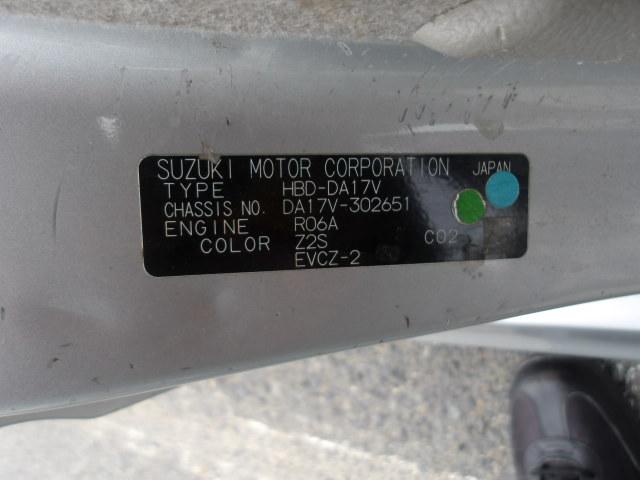 SUZUKI MOTOR CORPORATION JAPAN
TYPE HBD-DA17V
CHASSIS NO. DA17V-302651
ENGINE R06A
COLOR Z2S C02
EVCZ-2